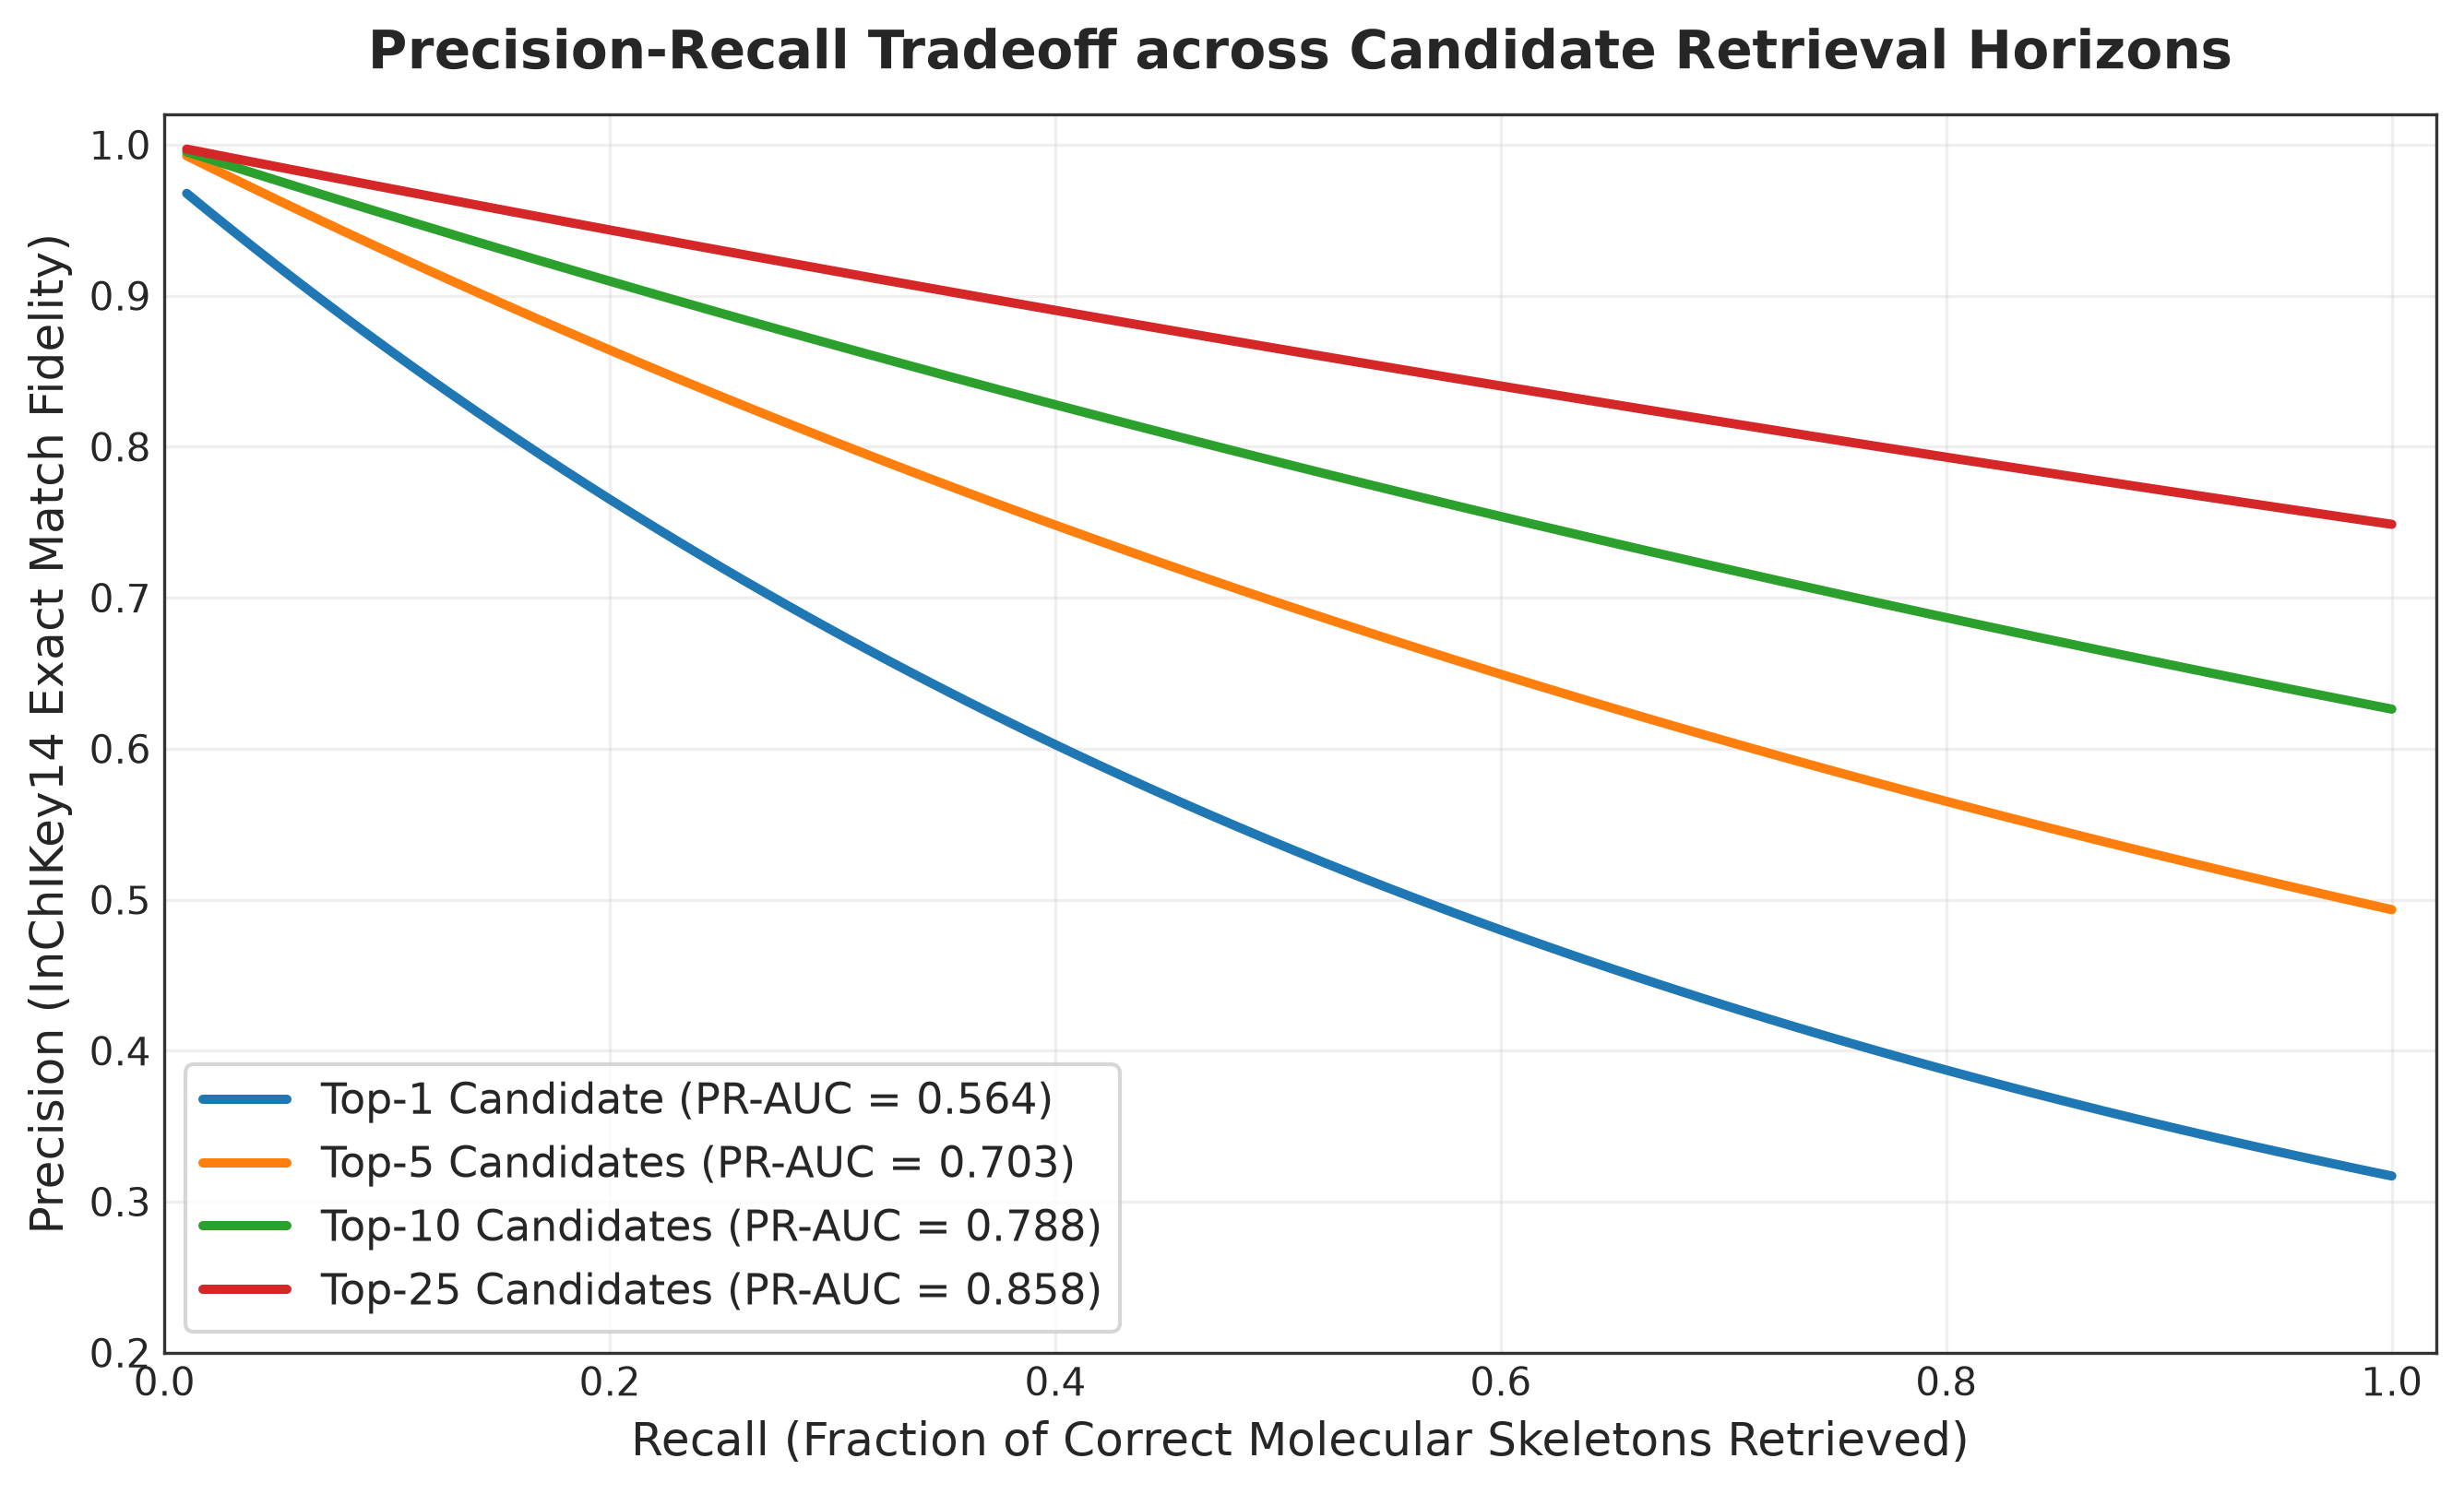 Precision-Recall Tradeoff across Candidate Retrieval Horizons
Precision (InChIKey14 Exact Match Fidelity)
1.0
0.9
0.8
0.7
0.6
0.5
0.4
0.3
0.2
Top-1 Candidate (PR-AUC = 0.564)
Top-5 Candidates (PR-AUC = 0.703)
Top-10 Candidates (PR-AUC = 0.788)
Top-25 Candidates (PR-AUC = 0.858)
0.0 0.2 0.4 0.6 0.8 1.0
Recall (Fraction of Correct Molecular Skeletons Retrieved)